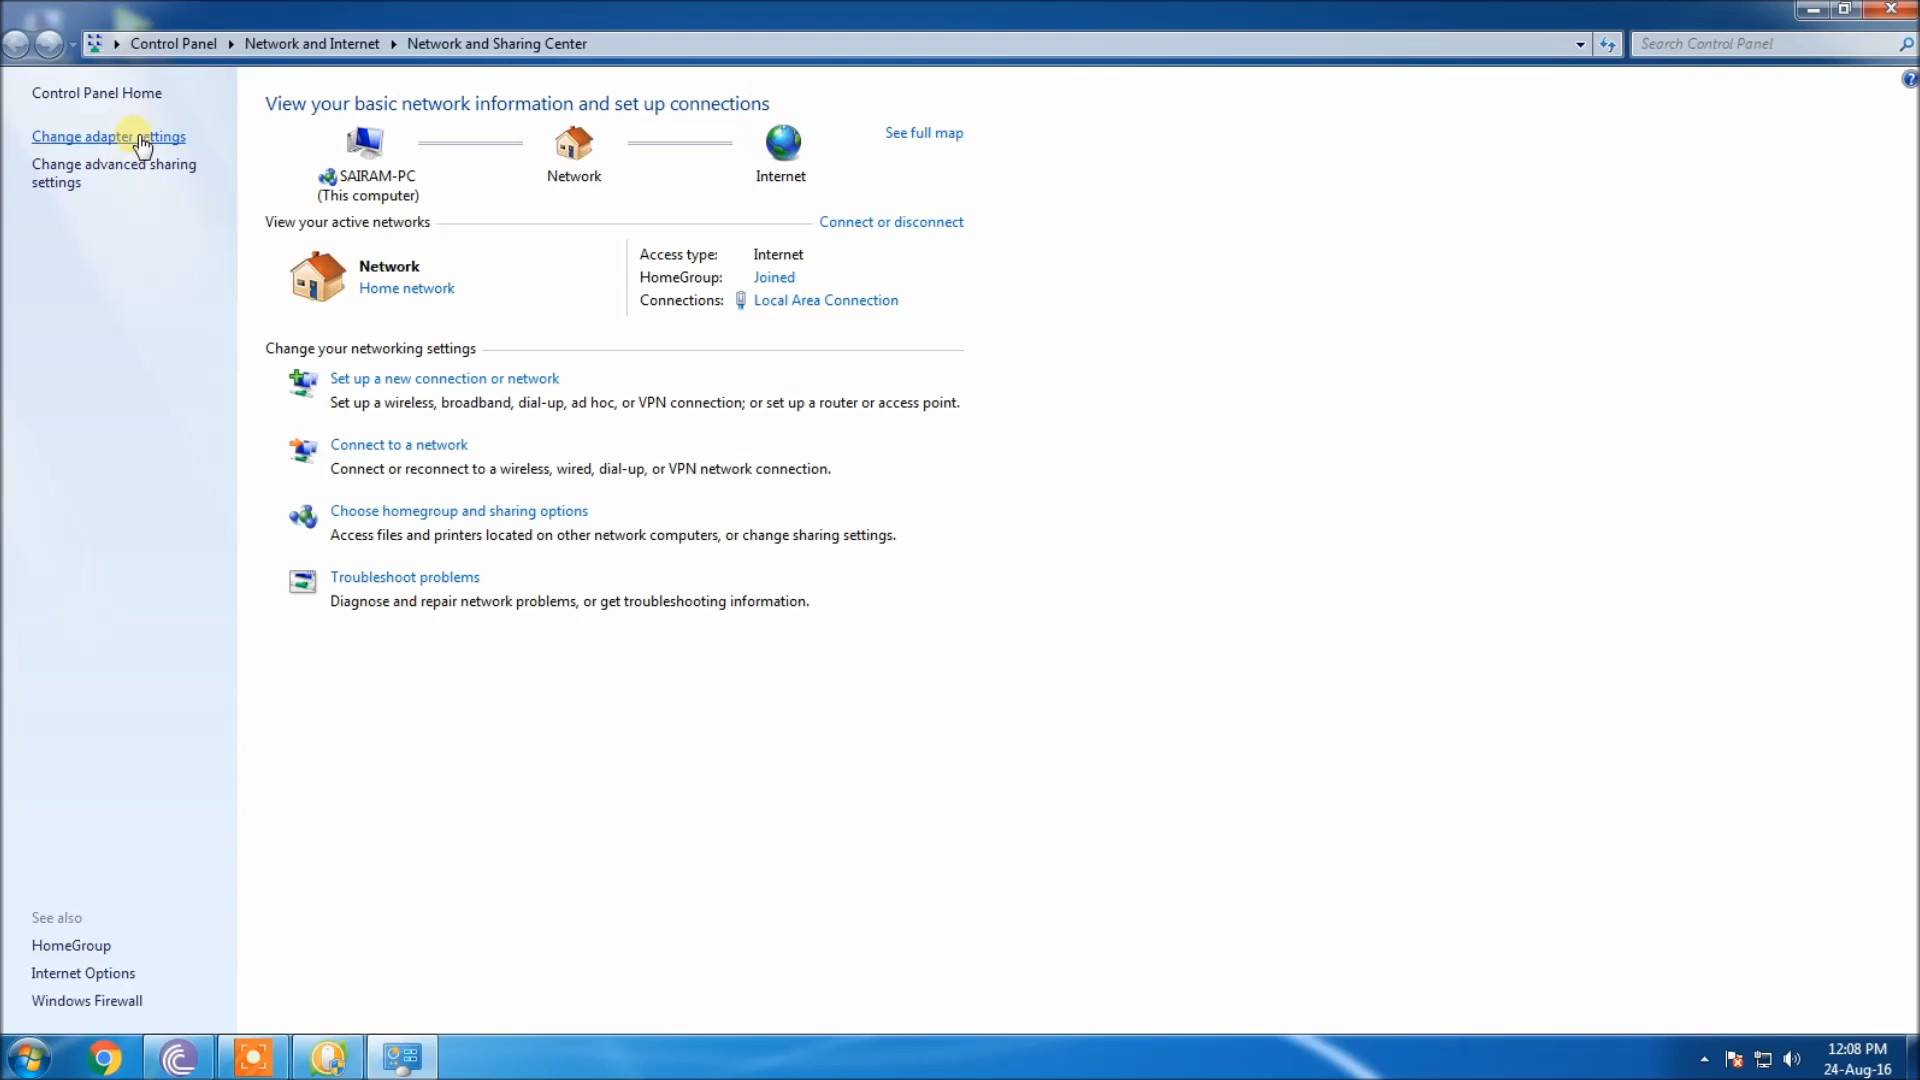 Control Panel Network and Internet Network and Sharing Center
Search Control Panel
Control Panel Home
Change adapter settings
Change advanced sharing
settings
View your basic network information and set up connections
See full map
SAIRAM-PC
(This computer)
Network
Internet
View your active networks
Connect or disconnect
Network
Home network
Access type: Internet
HomeGroup: Joined
Connections: Local Area Connection
Change your networking settings
Set up a new connection or network
Set up a wireless, broadband, dial-up, ad hoc, or VPN connection; or set up a router or access point.
Connect to a network
Connect or reconnect to a wireless, wired, dial-up, or VPN network connection.
Choose homegroup and sharing options
Access files and printers located on other network computers, or change sharing settings.
Troubleshoot problems
Diagnose and repair network problems, or get troubleshooting information.
See also
HomeGroup
Internet Options
Windows Firewall
12:08 PM
24-Aug-16